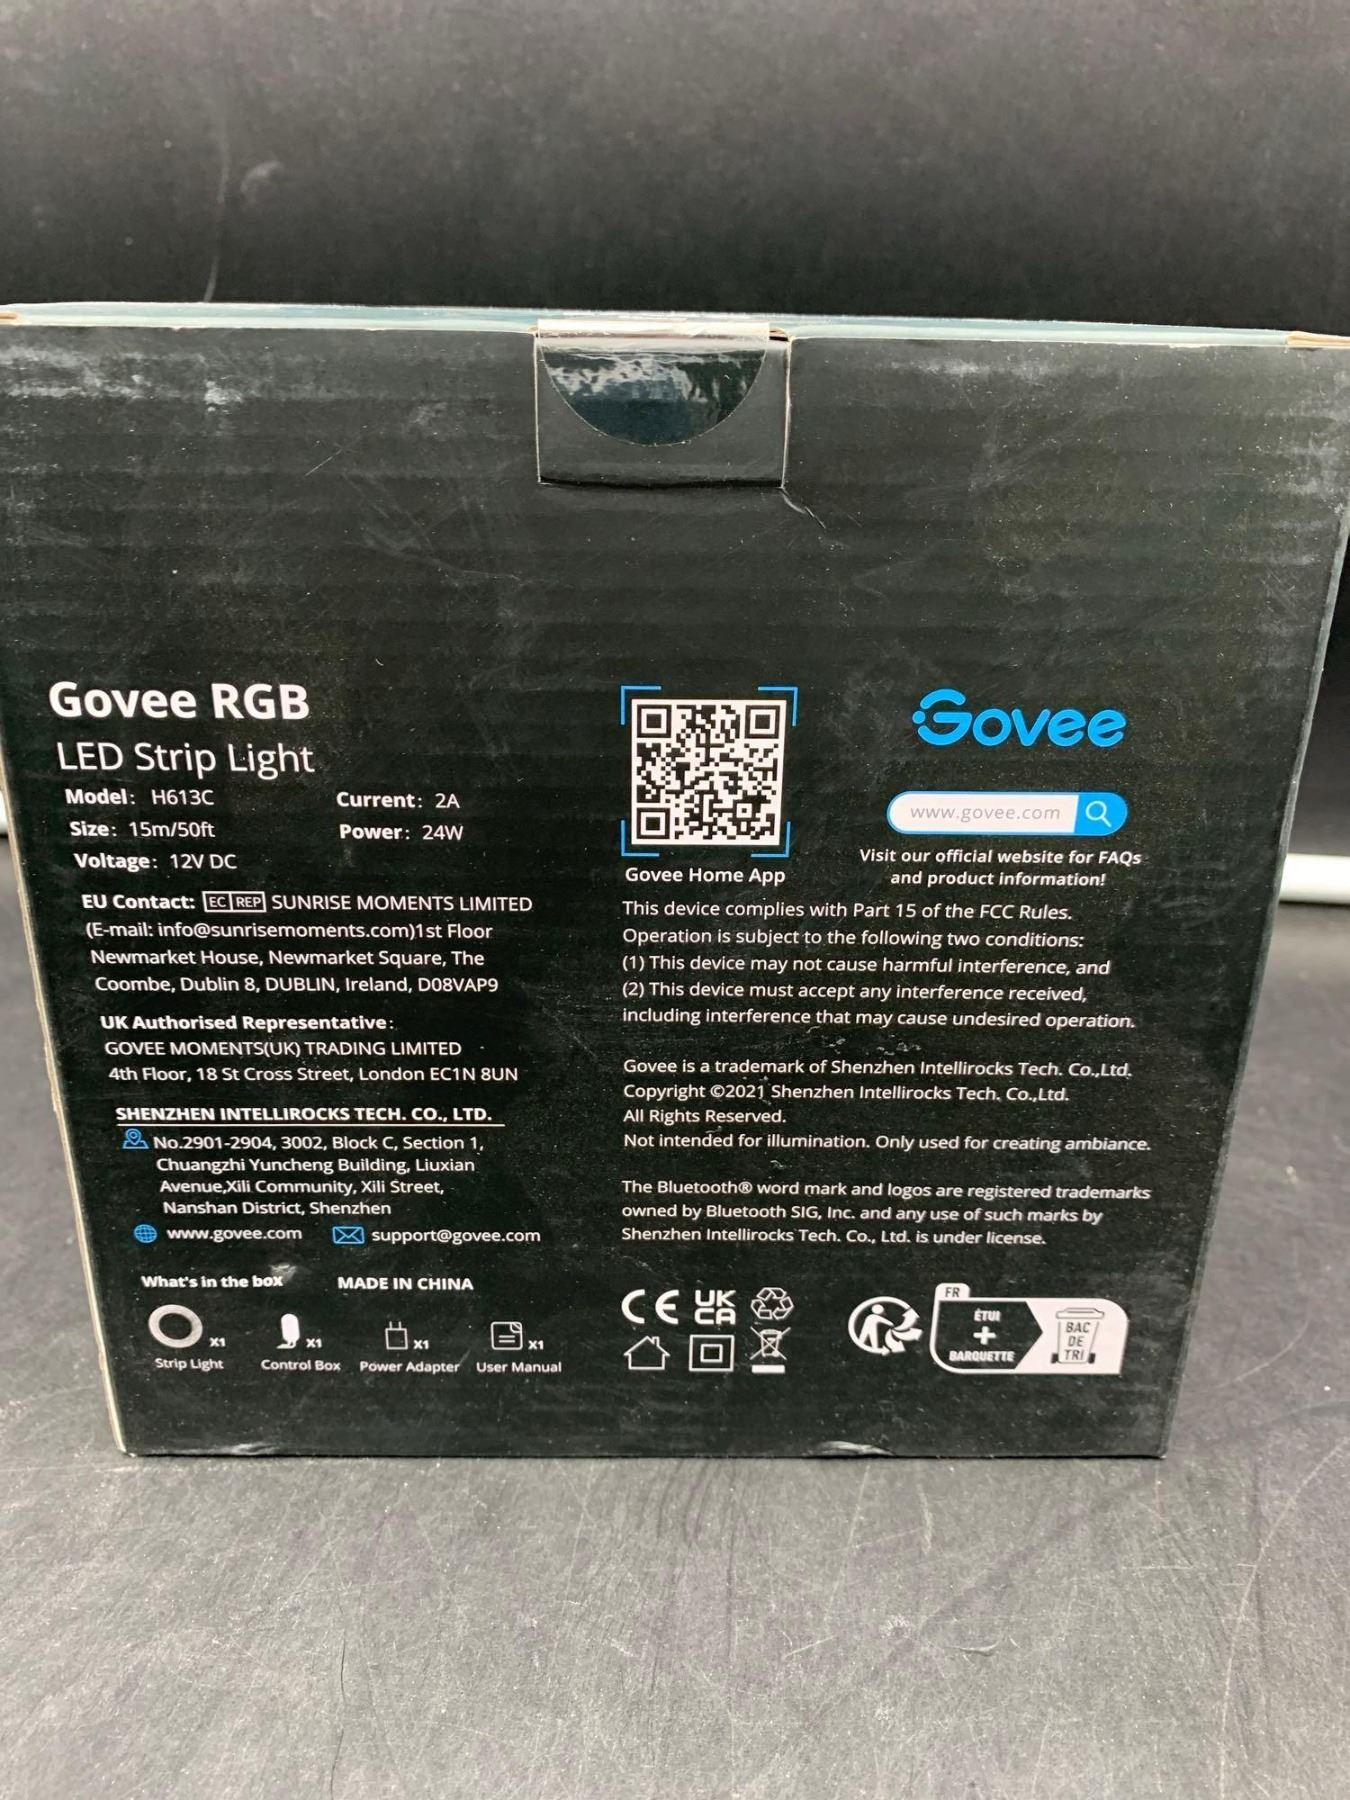 Govee RGB
LED Strip Light
Model: H613C
Current: 2A
Size: 15m/50ft
Power: 24W
Voltage: 12V DC
EU Contact: EC REP SUNRISE MOMENTS LIMITED
(E-mail: info@sunrisemoments.com)1st Floor
Newmarket House, Newmarket Square, The
Coombe, Dublin 8, DUBLIN, Ireland, D08VAP9
UK Authorised Representative:
GOVEE MOMENTS(UK) TRADING LIMITED
4th Floor, 18 St Cross Street, London EC1N 8UN
SHENZHEN INTELLIROCKS TECH. CO., LTD.
No.2901-2904, 3002, Block C, Section 1,
Chuangzhi Yuncheng Building, Liuxian
Avenue,Xili Community, Xili Street,
Nanshan District, Shenzhen
www.govee.com
support@govee.com
What's in the box
MADE IN CHINA
X1
X1
X1
X1
Strip Light
Control Box
Power Adapter
User Manual
Govee Home App
Govee
www.govee.com
Visit our official website for FAQs
and product information!
This device complies with Part 15 of the FCC Rules.
Operation is subject to the following two conditions:
(1) This device may not cause harmful interference, and
(2) This device must accept any interference received,
including interference that may cause undesired operation.
Govee is a trademark of Shenzhen Intellirocks Tech. Co.,Ltd.
Copyright ©2021 Shenzhen Intellirocks Tech. Co.,Ltd.
All Rights Reserved.
Not intended for illumination. Only used for creating ambiance.
The Bluetooth® word mark and logos are registered trademarks
owned by Bluetooth SIG, Inc. and any use of such marks by
Shenzhen Intellirocks Tech. Co., Ltd. is under license.
CE
UK
CA
FR
ÉTUI
+
BARQUETTE
BAC
DE
TRI